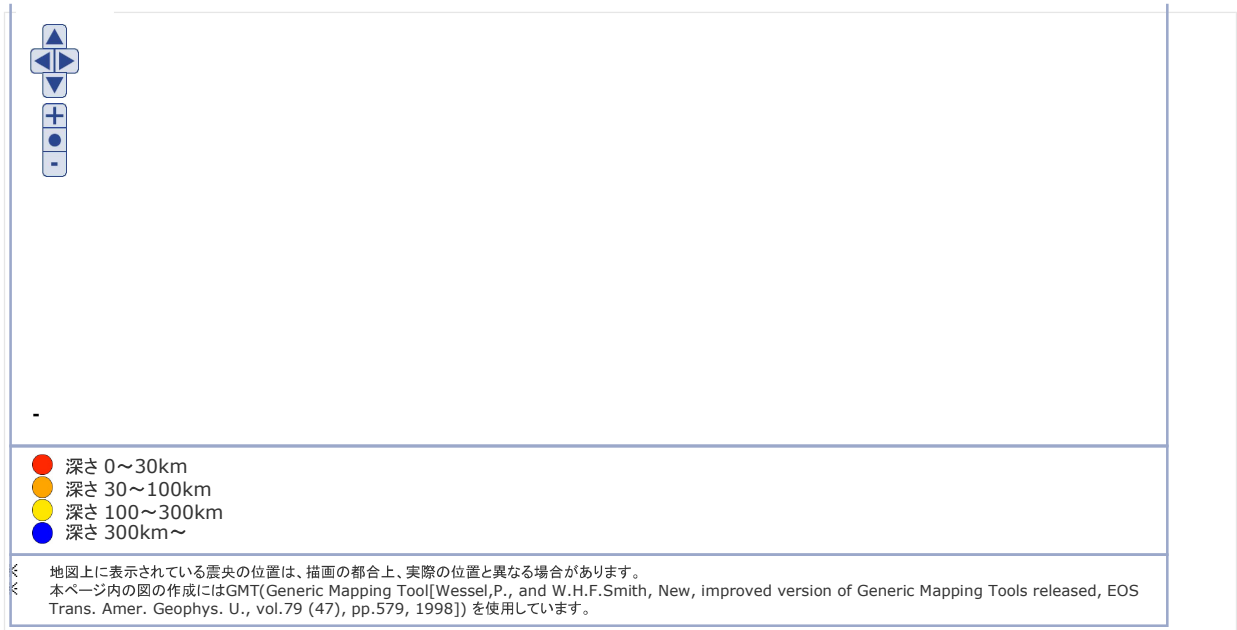 +
-
-
深さ 0～30km
深さ 30～100km
深さ 100～300km
深さ 300km～
地図上に表示されている震央の位置は、描画の都合上、実際の位置と異なる場合があります。
本ページ内の図の作成にはGMT(Generic Mapping Tool[Wessel,P., and W.H.F.Smith, New, improved version of Generic Mapping Tools released, EOS
Trans. Amer. Geophys. U., vol.79 (47), pp.579, 1998]) を使用しています。